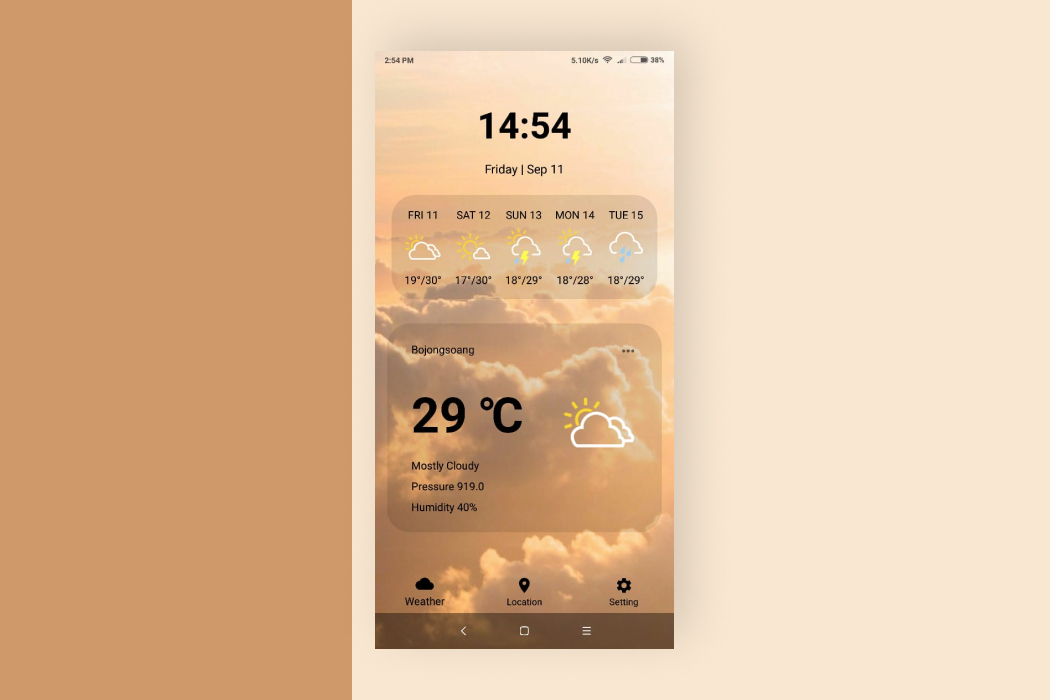 2:54 PM 5.10K/s 38%
14:54
Friday | Sep 11
FRI 11 SAT 12 SUN 13 MON 14 TUE 15
19°/30° 17°/30° 18°/29° 18°/28° 18°/29°
Bojongsoang
29 °C
Mostly Cloudy
Pressure 919.0
Humidity 40%
Weather Location Setting